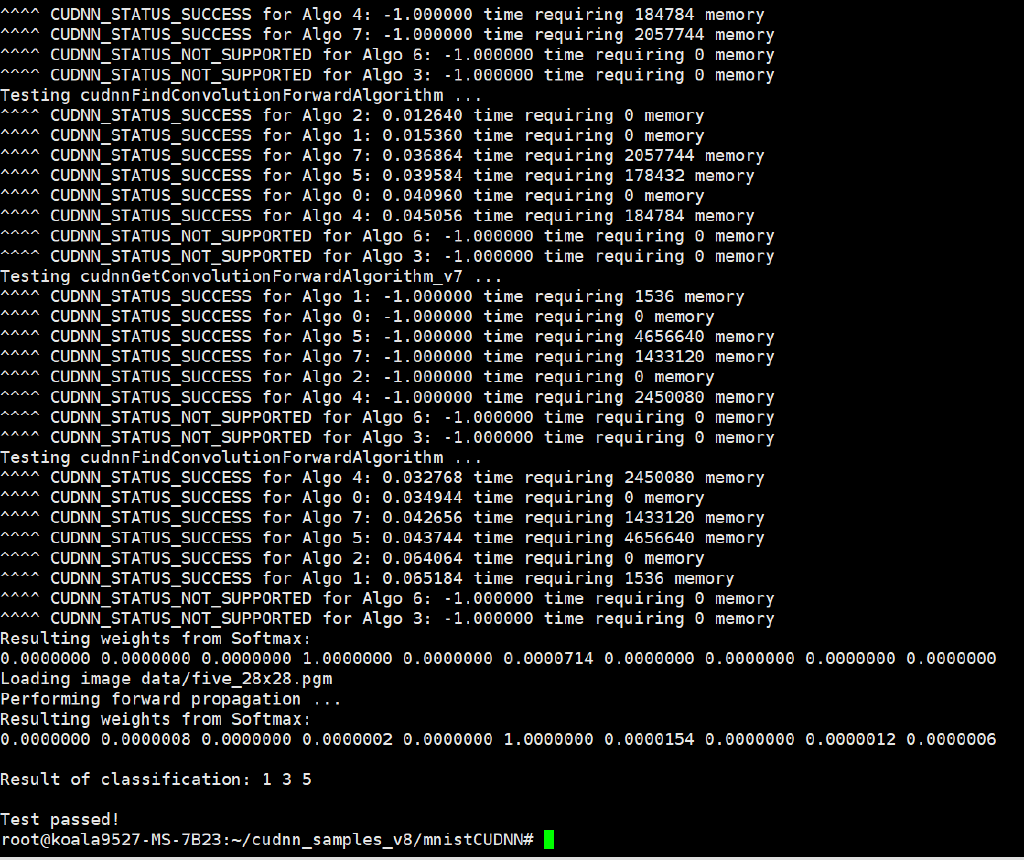 ^^^^ CUDNN_STATUS_SUCCESS for Algo 4: -1.000000 time requiring 184784 memory
^^^^ CUDNN_STATUS_SUCCESS for Algo 7: -1.000000 time requiring 2057744 memory
^^^^ CUDNN_STATUS_NOT_SUPPORTED for Algo 6: -1.000000 time requiring 0 memory
^^^^ CUDNN_STATUS_NOT_SUPPORTED for Algo 3: -1.000000 time requiring 0 memory
Testing cudnnFindConvolutionForwardAlgorithm ...
^^^^ CUDNN_STATUS_SUCCESS for Algo 2: 0.012640 time requiring 0 memory
^^^^ CUDNN_STATUS_SUCCESS for Algo 1: 0.015360 time requiring 0 memory
^^^^ CUDNN_STATUS_SUCCESS for Algo 7: 0.036864 time requiring 2057744 memory
^^^^ CUDNN_STATUS_SUCCESS for Algo 5: 0.039584 time requiring 178432 memory
^^^^ CUDNN_STATUS_SUCCESS for Algo 0: 0.040960 time requiring 0 memory
^^^^ CUDNN_STATUS_SUCCESS for Algo 4: 0.045056 time requiring 184784 memory
^^^^ CUDNN_STATUS_NOT_SUPPORTED for Algo 6: -1.000000 time requiring 0 memory
^^^^ CUDNN_STATUS_NOT_SUPPORTED for Algo 3: -1.000000 time requiring 0 memory
Testing cudnnGetConvolutionForwardAlgorithm_v7 ...
^^^^ CUDNN_STATUS_SUCCESS for Algo 1: -1.000000 time requiring 1536 memory
^^^^ CUDNN_STATUS_SUCCESS for Algo 0: -1.000000 time requiring 0 memory
^^^^ CUDNN_STATUS_SUCCESS for Algo 5: -1.000000 time requiring 4656640 memory
^^^^ CUDNN_STATUS_SUCCESS for Algo 7: -1.000000 time requiring 1433120 memory
^^^^ CUDNN_STATUS_SUCCESS for Algo 2: -1.000000 time requiring 0 memory
^^^^ CUDNN_STATUS_SUCCESS for Algo 4: -1.000000 time requiring 2450080 memory
^^^^ CUDNN_STATUS_NOT_SUPPORTED for Algo 6: -1.000000 time requiring 0 memory
^^^^ CUDNN_STATUS_NOT_SUPPORTED for Algo 3: -1.000000 time requiring 0 memory
Testing cudnnFindConvolutionForwardAlgorithm ...
^^^^ CUDNN_STATUS_SUCCESS for Algo 4: 0.032768 time requiring 2450080 memory
^^^^ CUDNN_STATUS_SUCCESS for Algo 0: 0.034944 time requiring 0 memory
^^^^ CUDNN_STATUS_SUCCESS for Algo 7: 0.042656 time requiring 1433120 memory
^^^^ CUDNN_STATUS_SUCCESS for Algo 5: 0.043744 time requiring 4656640 memory
^^^^ CUDNN_STATUS_SUCCESS for Algo 2: 0.064064 time requiring 0 memory
^^^^ CUDNN_STATUS_SUCCESS for Algo 1: 0.065184 time requiring 1536 memory
^^^^ CUDNN_STATUS_NOT_SUPPORTED for Algo 6: -1.000000 time requiring 0 memory
^^^^ CUDNN_STATUS_NOT_SUPPORTED for Algo 3: -1.000000 time requiring 0 memory
Resulting weights from Softmax:
0.0000000 0.0000000 0.0000000 1.0000000 0.0000000 0.0000714 0.0000000 0.0000000 0.0000000 0.0000000
Loading image data/five_28x28.pgm
Performing forward propagation ...
Resulting weights from Softmax:
0.0000000 0.0000008 0.0000000 0.0000002 0.0000000 1.0000000 0.0000154 0.0000000 0.0000012 0.0000006
Result of classification: 1 3 5
Test passed!
root@koala9527-MS-7B23:~/cudnn_samples_v8/mnistCUDNN#